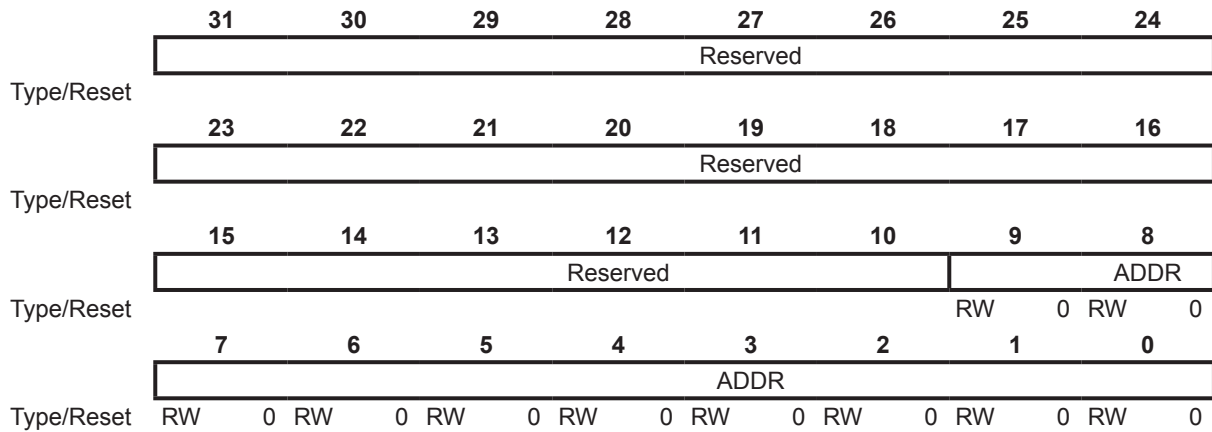 31 30 29 28 27 26 25 24
Reserved
Type/Reset
23 22 21 20 19 18 17 16
Reserved
Type/Reset
15 14 13 12 11 10 9 8
Reserved ADDR
Type/Reset RW 0 RW 0
7 6 5 4 3 2 1 0
ADDR
Type/Reset RW 0 RW 0 RW 0 RW 0 RW 0 RW 0 RW 0 RW 0